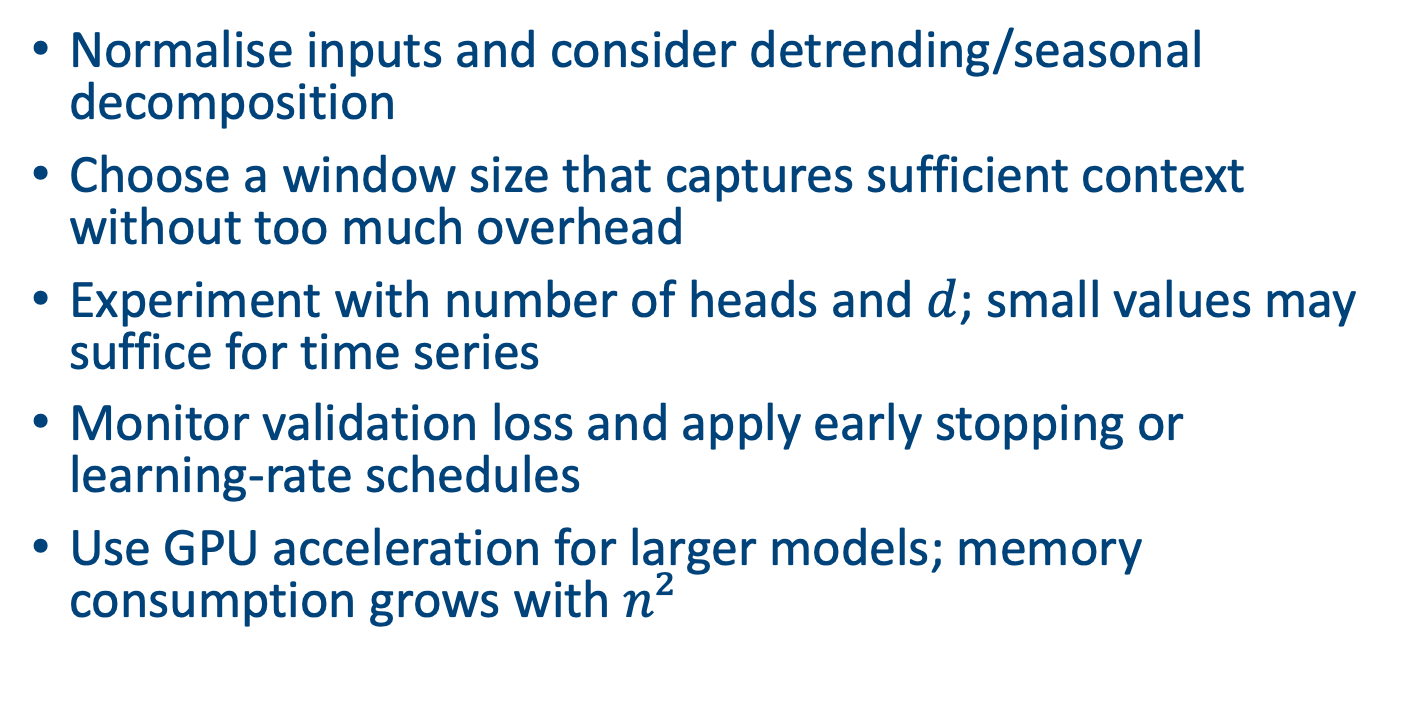 • Normalise inputs and consider detrending/seasonal
decomposition
• Choose a window size that captures sufficient context
without too much overhead
• Experiment with number of heads and d; small values may
suffice for time series
• Monitor validation loss and apply early stopping or
learning-rate schedules
• Use GPU acceleration for larger models; memory
consumption grows with n²